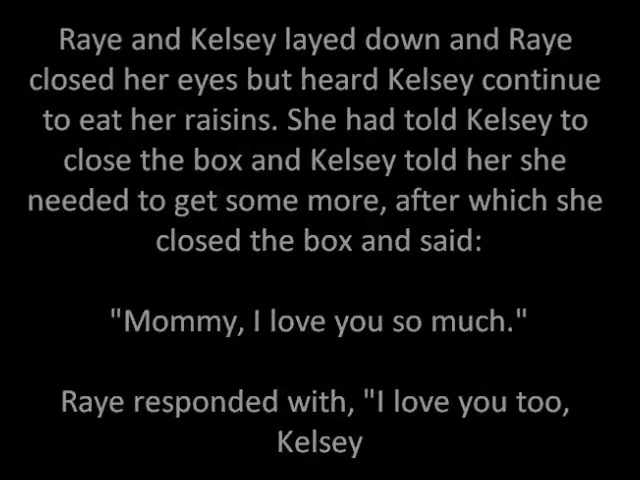 Raye and Kelsey layed down and Raye
closed her eyes but heard Kelsey continue
to eat her raisins. She had told Kelsey to
close the box and Kelsey told her she
needed to get some more, after which she
closed the box and said:
"Mommy, I love you so much."
Raye responded with, "I love you too,
Kelsey